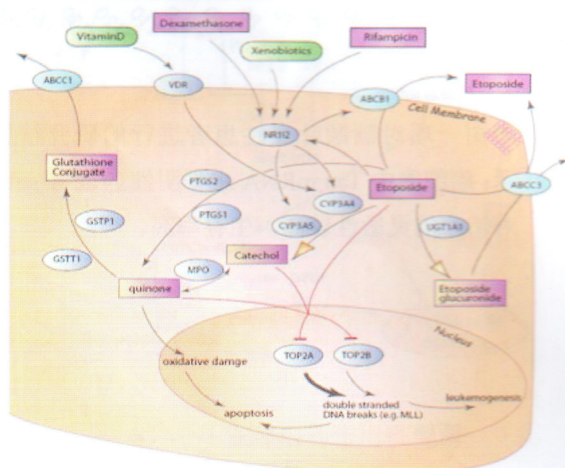 Dexamethasone
VitaminD
Xenobiotics
Rifampicin
ABCC1
VDR
ABCB1
Etoposide
Cell Membrane
NR1I2
Glutathione
Conjugate
PTGS2
Etoposide
ABCC3
CYP3A4
PTGS1
GSTP1
CYP3A5
UGT1A1
GSTT1
Catechol
MPO
quinone
Etoposide
glucuronide
Nucleus
oxidative damge
TOP2A
TOP2B
leukemogenesis
double stranded
DNA breaks (e.g. MLL)
apoptosis